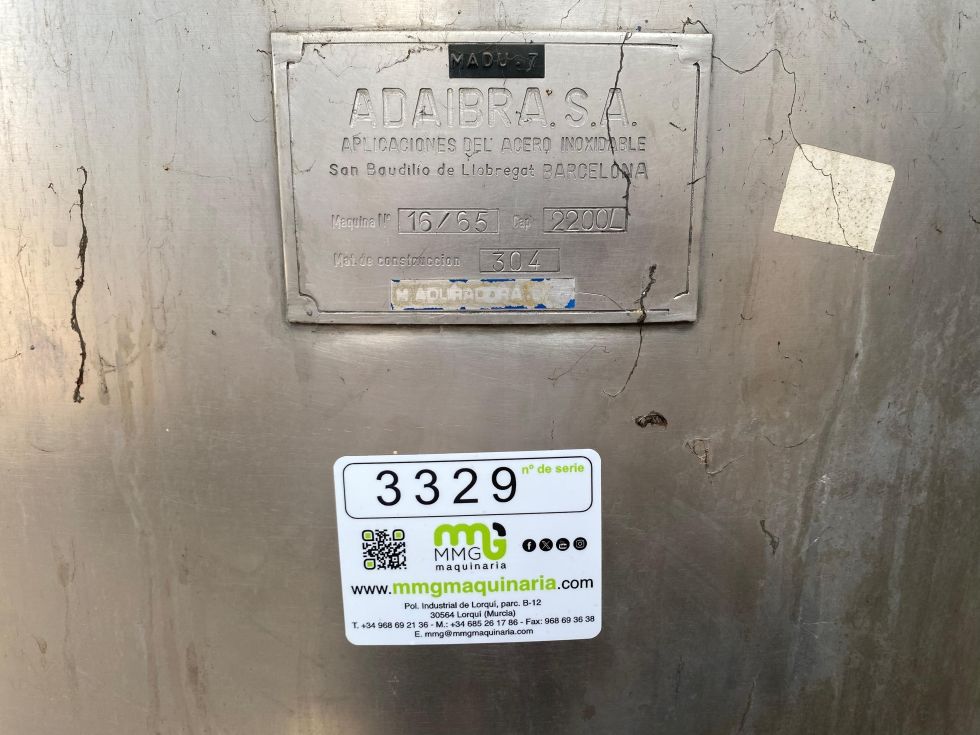 MADU-7
ADAIBRA. S.A.
APLICACIONES DEL ACERO INOXIDABLE
San Baudilio de Llobregat BARCELONA
Maquina Nº 16/65 Cap. 2200L
Mat de construccion 304
MADURADORA
3329 nº de serie
MMG
maquinaria
www.mmgmaquinaria.com
Pol. Industrial de Lorquí, parc. B-12
30564 Lorquí (Murcia)
T. +34 968 69 21 36 - M.: +34 685 26 17 86 - Fax: 968 69 36 38
E. mmg@mmgmaquinaria.com